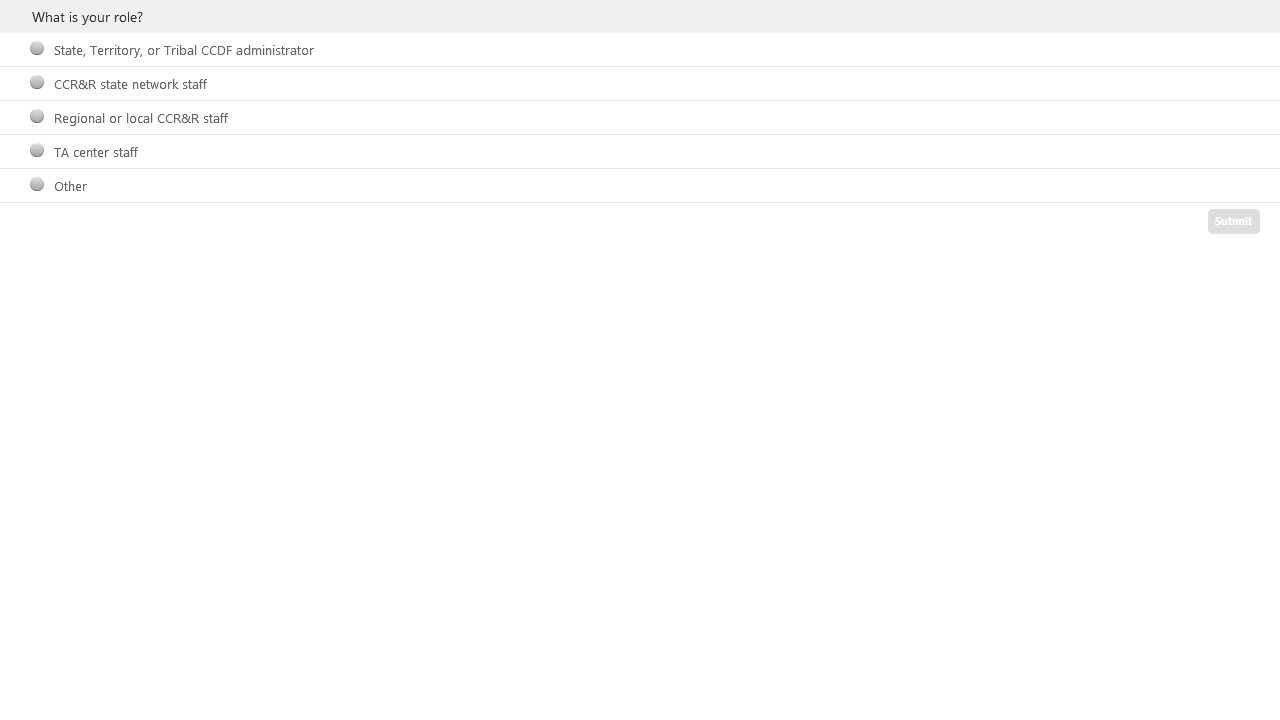 What is your role?
State, Territory, or Tribal CCDF administrator
CCR&R state network staff
Regional or local CCR&R staff
TA center staff
Other
Submit